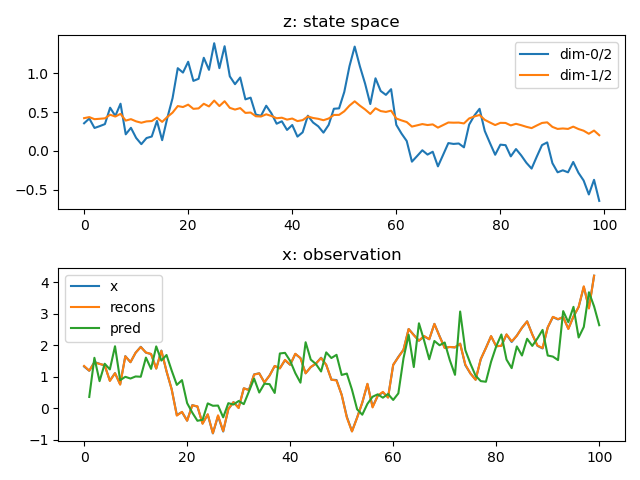 z: state space
dim-0/2
dim-1/2
1.0
0.5
0.0
−0.5
0 20 40 60 80 100
x: observation
x
recons
pred
4
3
2
1
0
−1
0 20 40 60 80 100